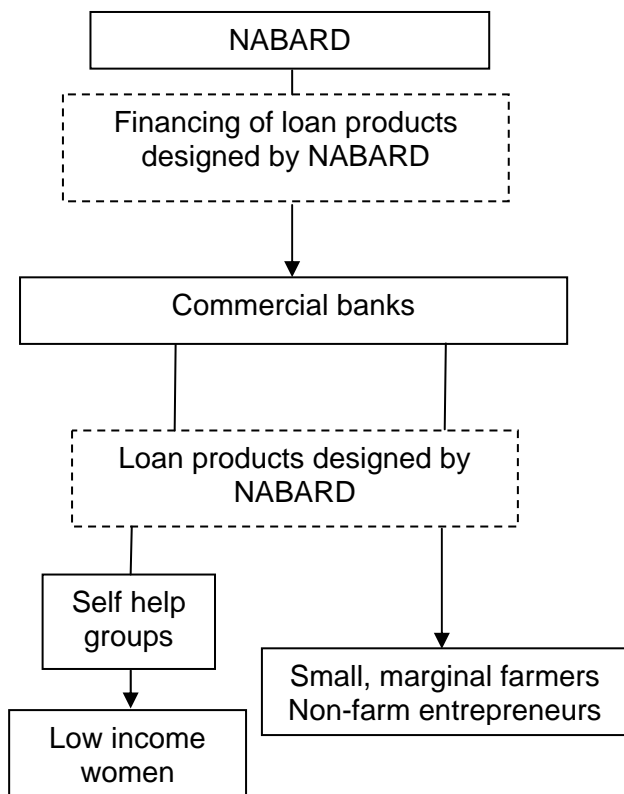 NABARD
Financing of loan products
designed by NABARD
Commercial banks
Loan products designed by
NABARD
Self help
groups
Small, marginal farmers
Non-farm entrepreneurs
Low income
women